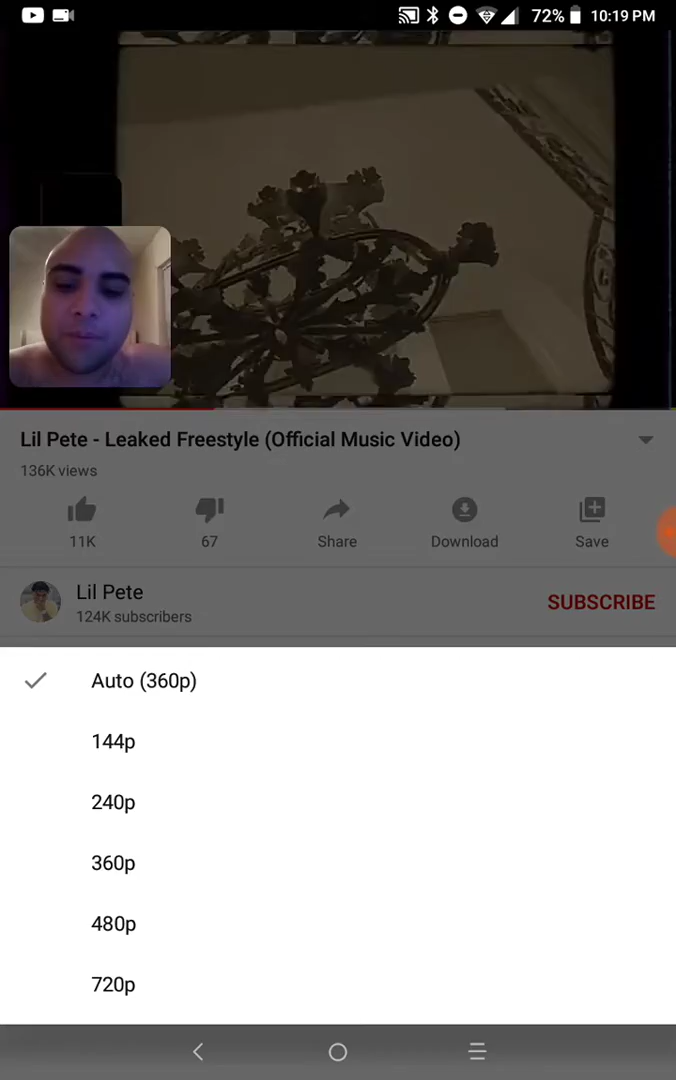 72% 10:19 PM
Lil Pete - Leaked Freestyle (Official Music Video)
136K views
11K 67 Share Download Save
Lil Pete
124K subscribers
SUBSCRIBE
Auto (360p)
144p
240p
360p
480p
720p